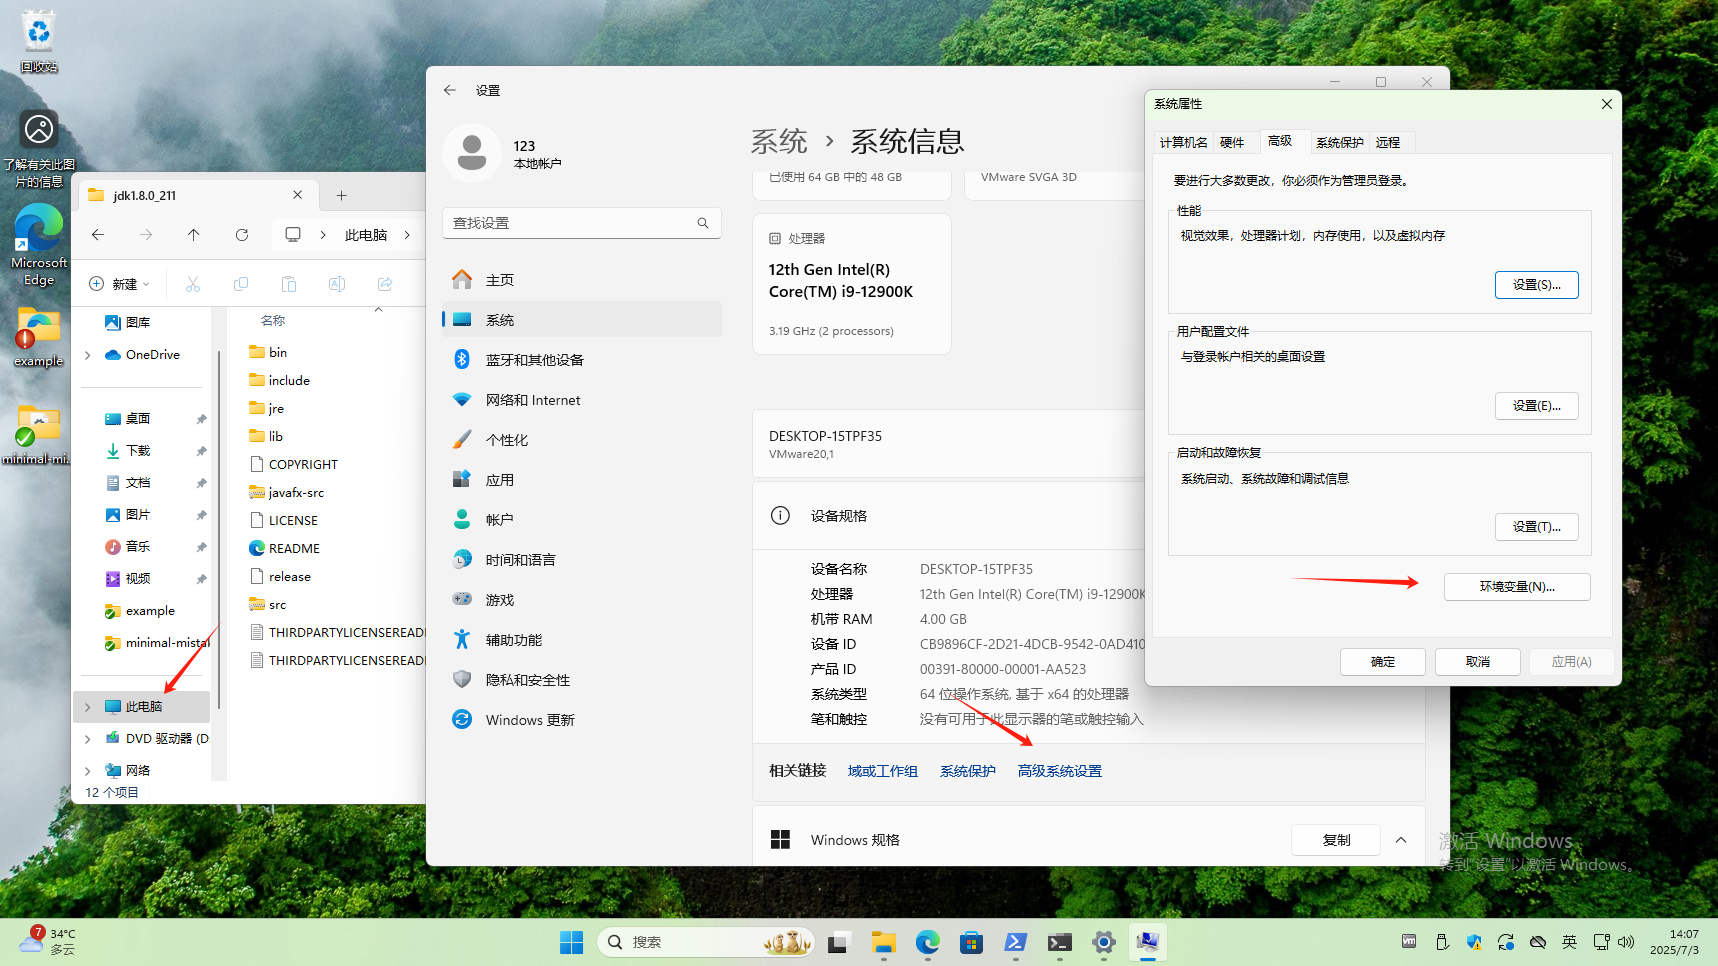 回收站
了解有关此图
片的信息
Microsoft
Edge
example
minimal-mi...
jdk1.8.0_211
此电脑
新建
图库
OneDrive
桌面
下载
文档
图片
音乐
视频
example
minimal-mistal
此电脑
DVD 驱动器 (D
网络
12 个项目
名称
bin
include
jre
lib
COPYRIGHT
javafx-src
LICENSE
README
release
src
THIRDPARTYLICENSEREADM
THIRDPARTYLICENSEREADM
设置
123
本地帐户
查找设置
主页
系统
蓝牙和其他设备
网络和 Internet
个性化
应用
帐户
时间和语言
游戏
辅助功能
隐私和安全性
Windows 更新
系统 › 系统信息
已使用 64 GB 中的 48 GB
VMware SVGA 3D
处理器
12th Gen Intel(R)
Core(TM) i9-12900K
3.19 GHz (2 processors)
DESKTOP-15TPF35
VMware20,1
设备规格
设备名称 DESKTOP-15TPF35
处理器 12th Gen Intel(R) Core(TM) i9-12900K
机带 RAM 4.00 GB
设备 ID CB9896CF-2D21-4DCB-9542-0AD410
产品 ID 00391-80000-00001-AA523
系统类型 64 位操作系统, 基于 x64 的处理器
笔和触控 没有可用于此显示器的笔或触控输入
相关链接 域或工作组 系统保护 高级系统设置
Windows 规格 复制
系统属性
计算机名 硬件 高级 系统保护 远程
要进行大多数更改，你必须作为管理员登录。
性能
视觉效果，处理器计划，内存使用，以及虚拟内存
设置(S)...
用户配置文件
与登录帐户相关的桌面设置
设置(E)...
启动和故障恢复
系统启动、系统故障和调试信息
设置(T)...
环境变量(N)...
确定 取消 应用(A)
激活 Windows
转到"设置"以激活 Windows。
7
34°C
多云
搜索
vm
英
14:07
2025/7/3